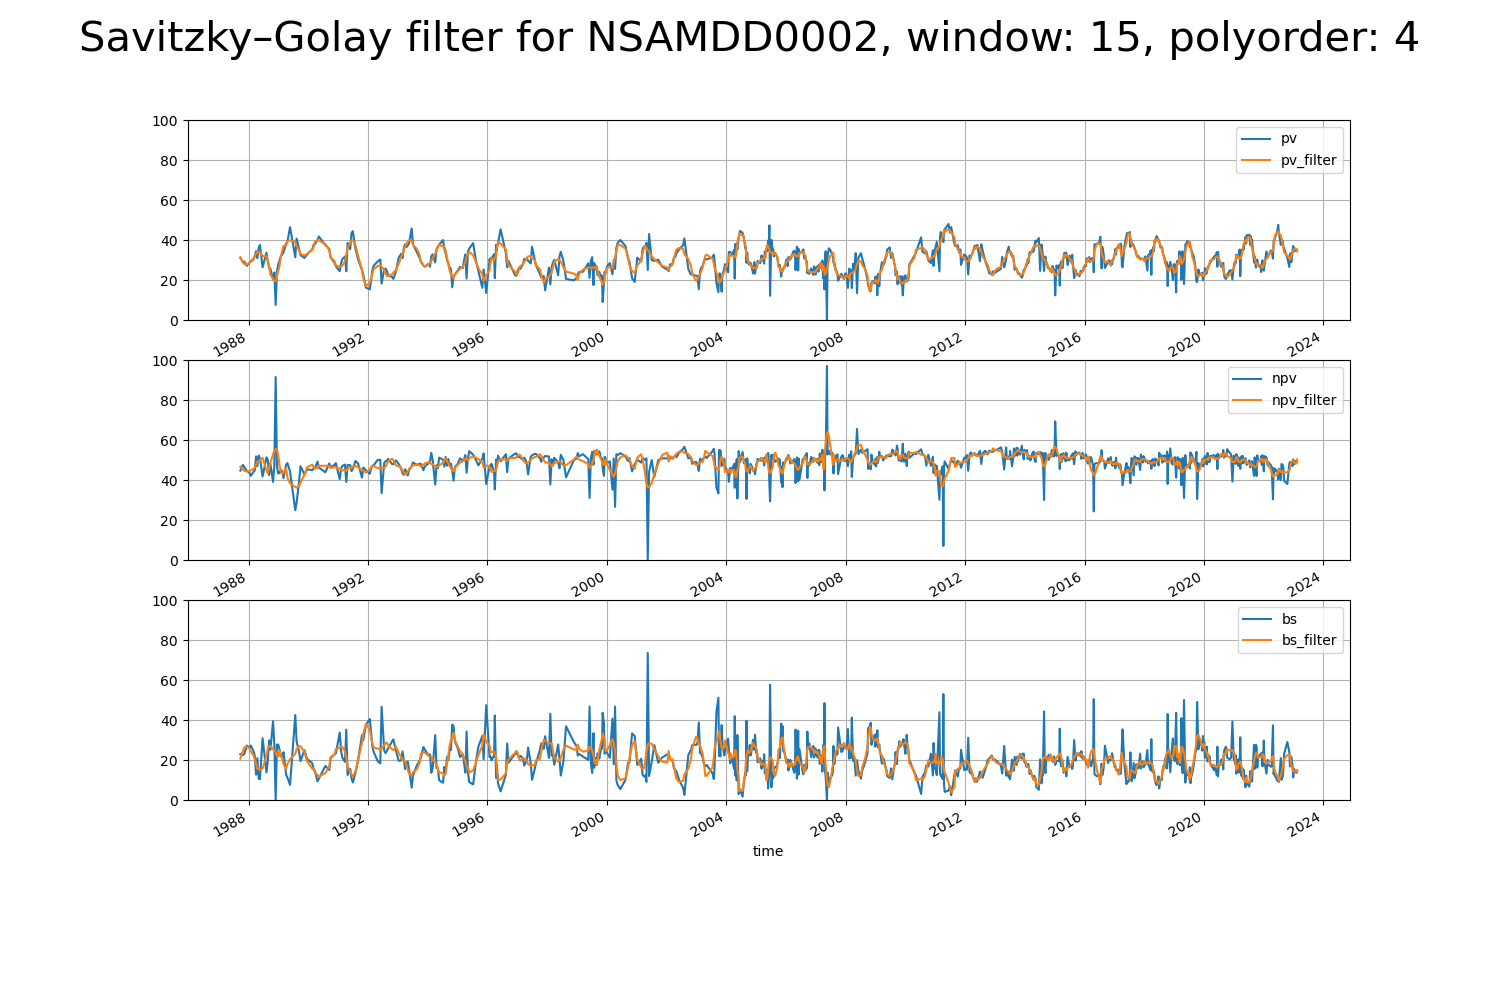 Savitzky–Golay filter for NSAMDD0002, window: 15, polyorder: 4
100
80
60
40
20
0
pv
pv_filter
1988 1992 1996 2000 2004 2008 2012 2016 2020 2024
100
80
60
40
20
0
npv
npv_filter
1988 1992 1996 2000 2004 2008 2012 2016 2020 2024
100
80
60
40
20
0
bs
bs_filter
1988 1992 1996 2000 2004 2008 2012 2016 2020 2024
time